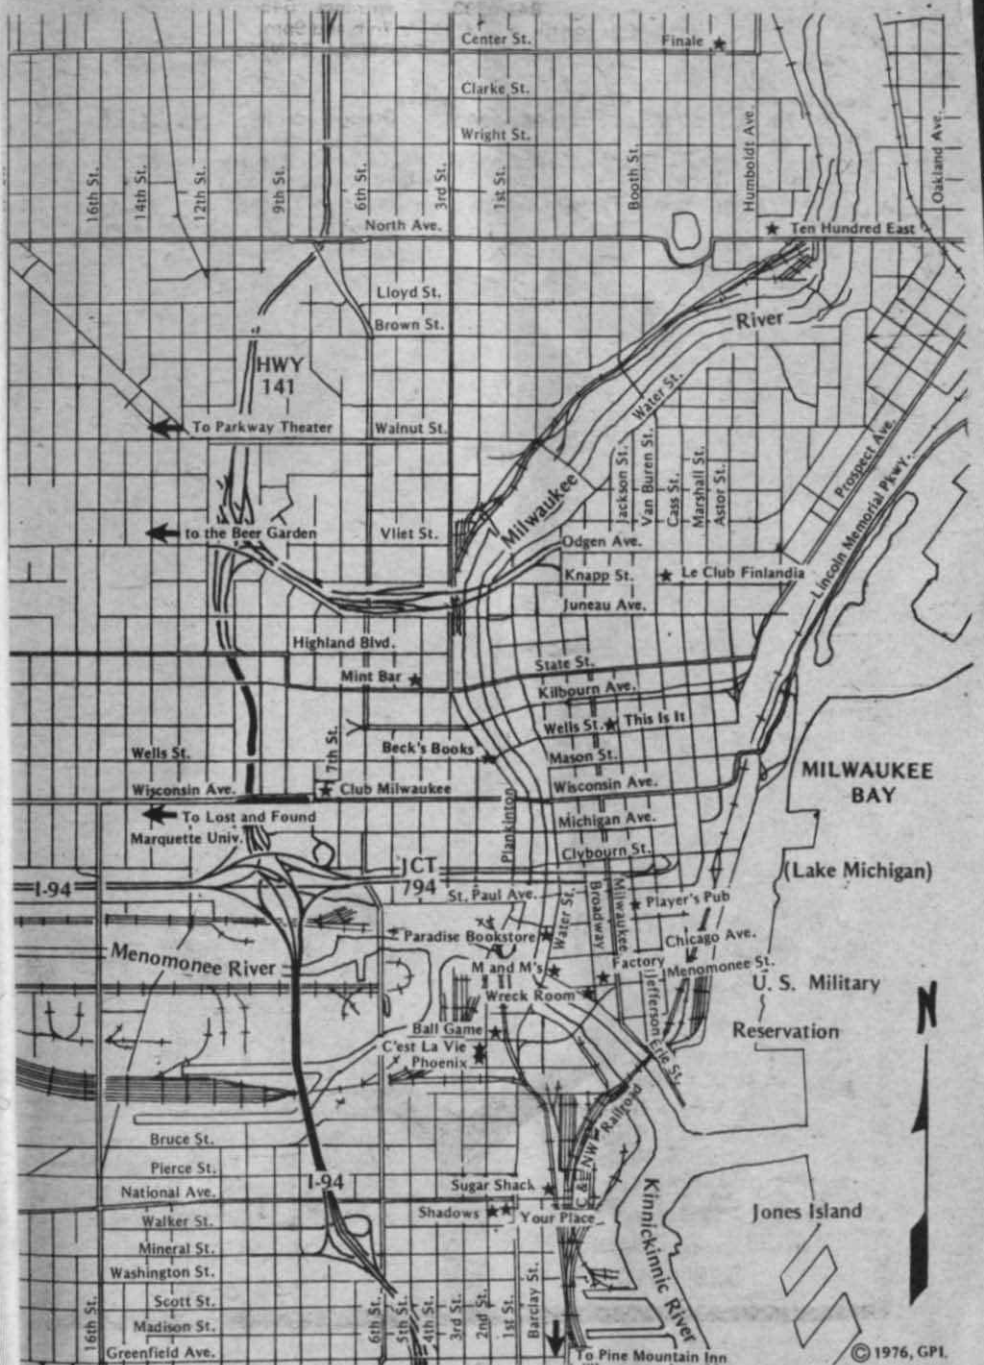 Center St.
Finale
Clarke St.
Wright St.
16th St.
14th St.
12th St.
9th St.
6th St.
3rd St.
1st St.
Booth St.
Humboldt Ave.
Oakland Ave.
North Ave.
Ten Hundred East
Lloyd St.
Brown St.
River
HWY
141
Water St.
To Parkway Theater
Walnut St.
Prospect Ave.
Jackson St.
Van Buren St.
Cass St.
Marshall St.
Astor St.
Lincoln Memorial Pkwy.
Milwaukee
to the Beer Garden
Vliet St.
Odgen Ave.
Knapp St.
Le Club Finlandia
Juneau Ave.
Highland Blvd.
State St.
Mint Bar
Kilbourn Ave.
Wells St.
This Is It
7th St.
Beck's Books
Wells St.
Mason St.
Wisconsin Ave.
Club Milwaukee
Wisconsin Ave.
MILWAUKEE
BAY
To Lost and Found
Plankinton
Michigan Ave.
Marquette Univ.
Clybourn St.
JCT
794
(Lake Michigan)
I-94
St. Paul Ave.
Water St.
Broadway
Milwaukee
Player's Pub
Paradise Bookstore
Chicago Ave.
Menomonee River
M and M's
Factory
Menomonee St.
Wreck Room
Jefferson
U. S. Military
Reservation
N
Ball Game
C'est La Vie
Phoenix
Erie St.
Railroad
C&NW
Bruce St.
Pierce St.
I-94
National Ave.
Sugar Shack
Walker St.
Shadows
Your Place
Jones Island
Kinnickinnic River
Mineral St.
Washington St.
Scott St.
Madison St.
Greenfield Ave.
16th St.
6th St.
5th St.
4th St.
3rd St.
2nd St.
1st St.
Barclay St.
To Pine Mountain Inn
© 1976, GPL